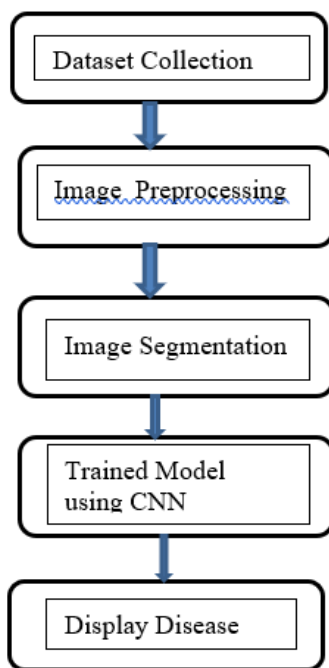 Dataset Collection
Image Preprocessing
Image Segmentation
Trained Model
using CNN
Display Disease